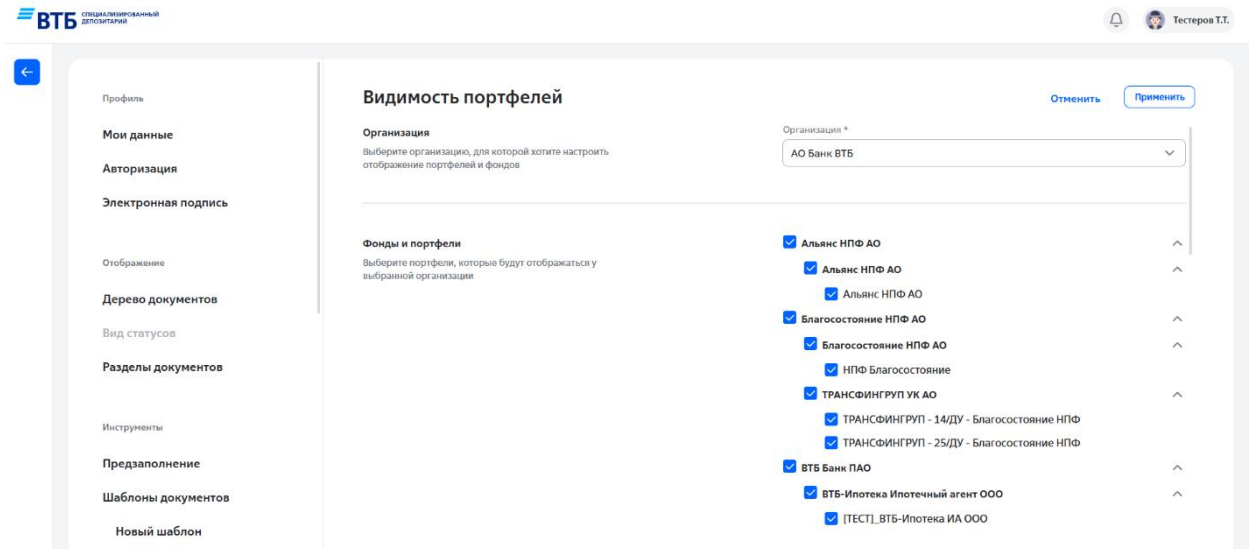 ВТБ СПЕЦИАЛИЗИРОВАННЫЙ
ДЕПОЗИТАРИЙ
Тестеров Т.Т.
Профиль
Мои данные
Авторизация
Электронная подпись
Отображение
Дерево документов
Вид статусов
Разделы документов
Инструменты
Предзаполнение
Шаблоны документов
Новый шаблон
Видимость портфелей
Отменить
Применить
Организация
Выберите организацию, для которой хотите настроить
отображение портфелей и фондов
Организация *
АО Банк ВТБ
Фонды и портфели
Выберите портфели, которые будут отображаться у
выбранной организации
Альянс НПФ АО
Альянс НПФ АО
Альянс НПФ АО
Благосостояние НПФ АО
Благосостояние НПФ АО
НПФ Благосостояние
ТРАНСФИНГРУП УК АО
ТРАНСФИНГРУП - 14/ДУ - Благосостояние НПФ
ТРАНСФИНГРУП - 25/ДУ - Благосостояние НПФ
ВТБ Банк ПАО
ВТБ-Ипотека Ипотечный агент ООО
[ТЕСТ]_ВТБ-Ипотека ИА ООО